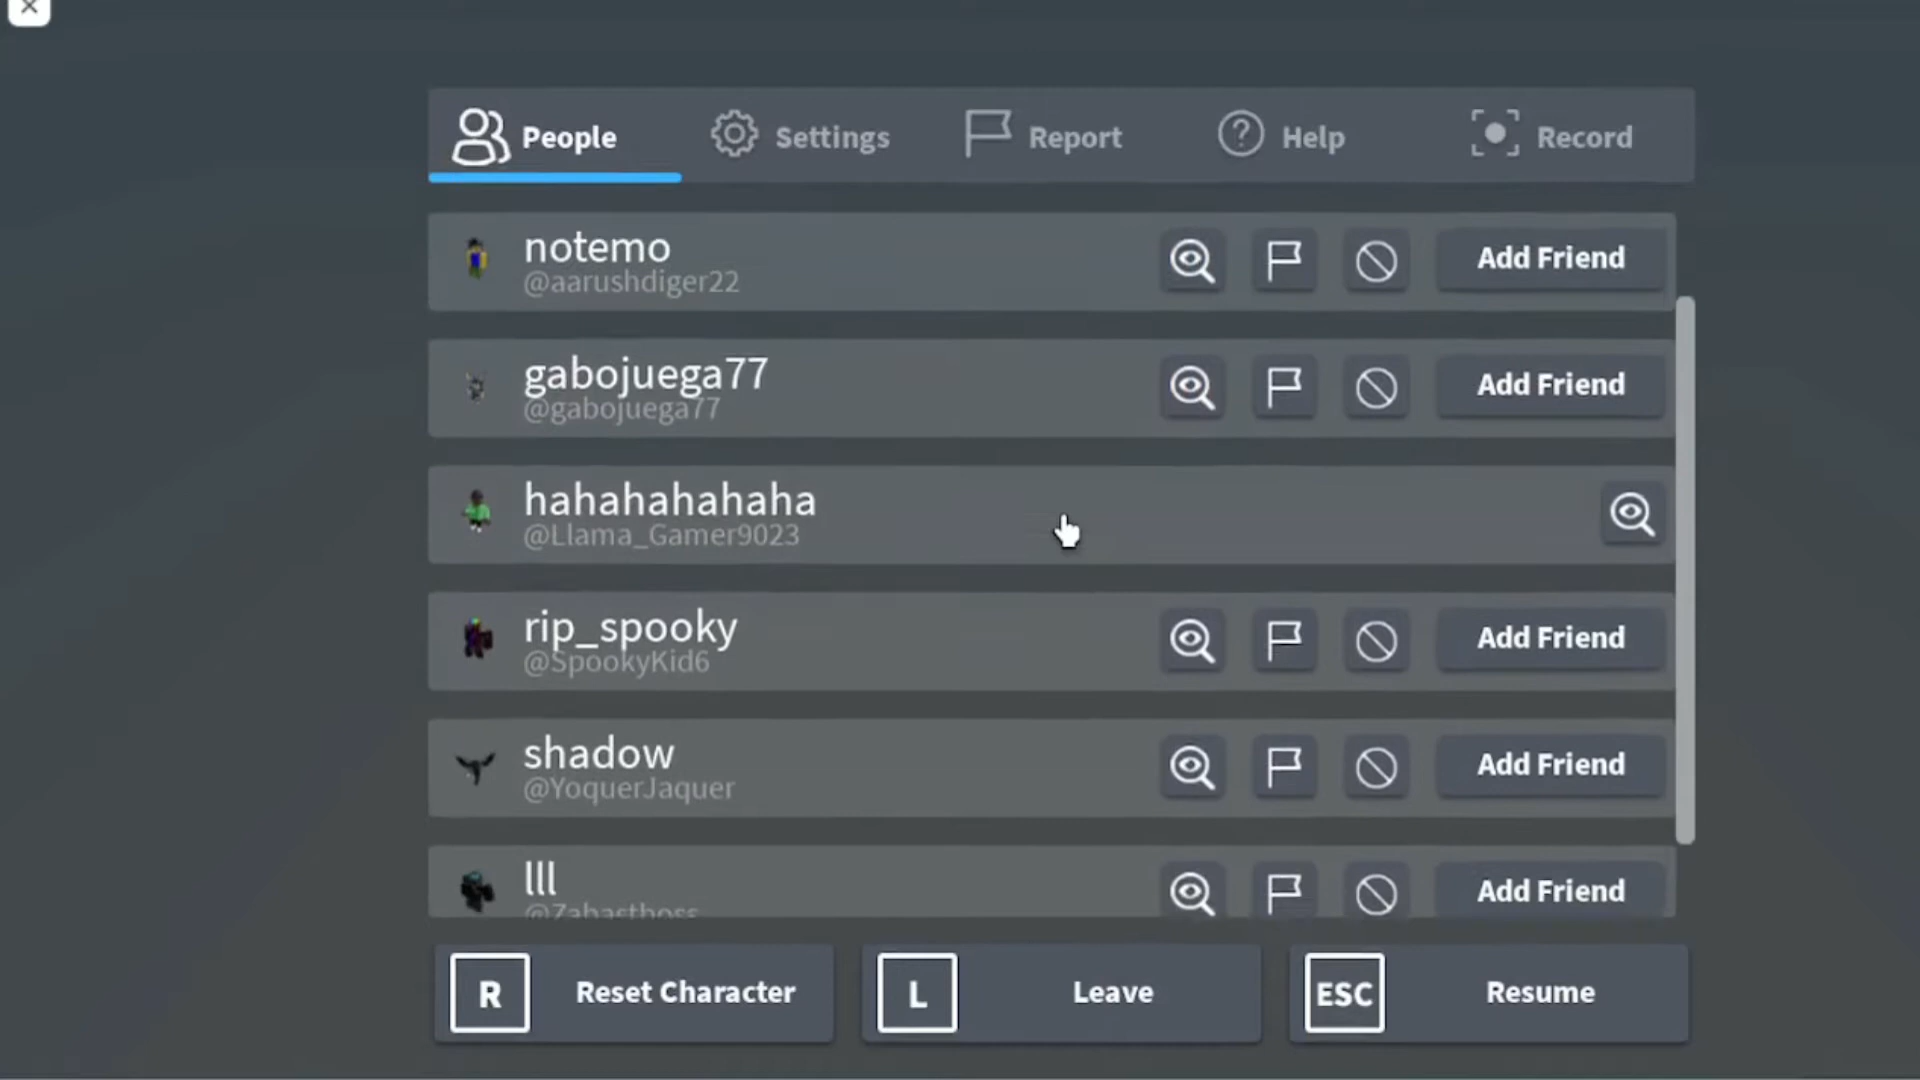 People Settings Report Help Record
notemo
@aarushdiger22
Add Friend
gabojuega77
@gabojuega77
Add Friend
hahahahahaha
@Llama_Gamer9023
rip_spooky
@SpookyKid6
Add Friend
shadow
@YoquerJaquer
Add Friend
lll
Add Friend
R Reset Character
L Leave
ESC Resume